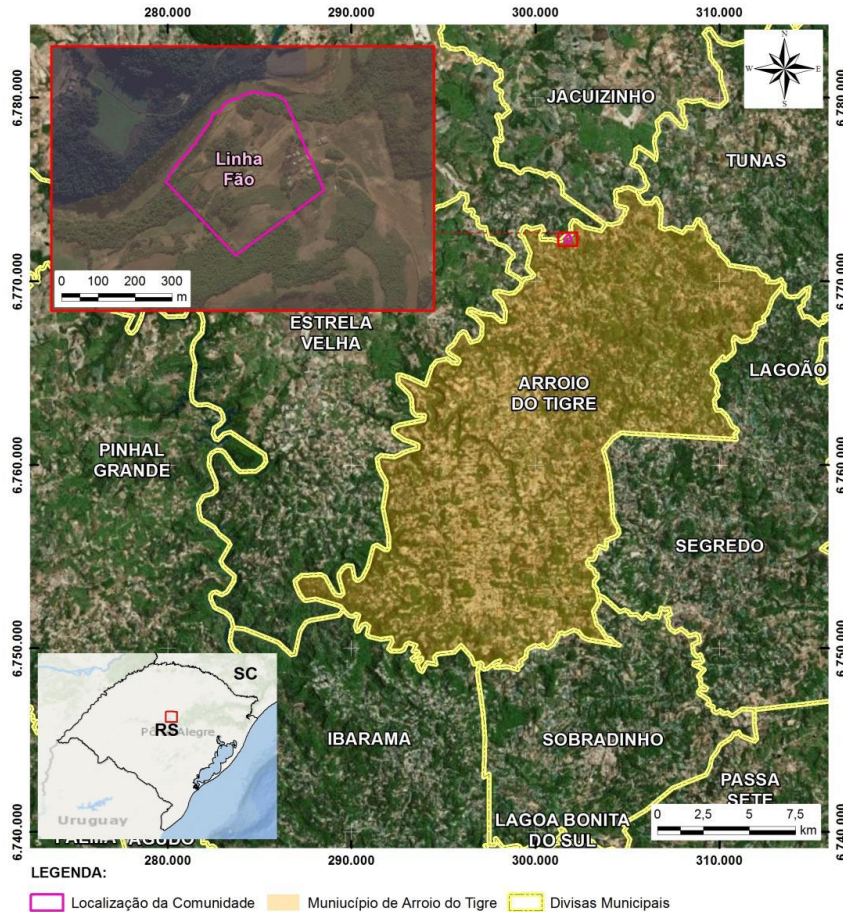 280.000 290.000 300.000 310.000
6.780.000
6.770.000
6.760.000
6.750.000
6.740.000
6.780.000
6.770.000
6.760.000
6.750.000
6.740.000
N
W E
S
JACUIZINHO
TUNAS
Linha
Fão
0 100 200 300
m
ESTRELA
VELHA
LAGOÃO
ARROIO
DO TIGRE
PINHAL
GRANDE
SEGREDO
SC
RS
Porto Alegre
Uruguay
IBARAMA
SOBRADINHO
PASSA
SETE
LAGOA BONITA
DO SUL
0 2,5 5 7,5
km
PALMA AGUDO
280.000 290.000 300.000 310.000
LEGENDA:
Localização da Comunidade Muniucípio de Arroio do Tigre Divisas Municipais